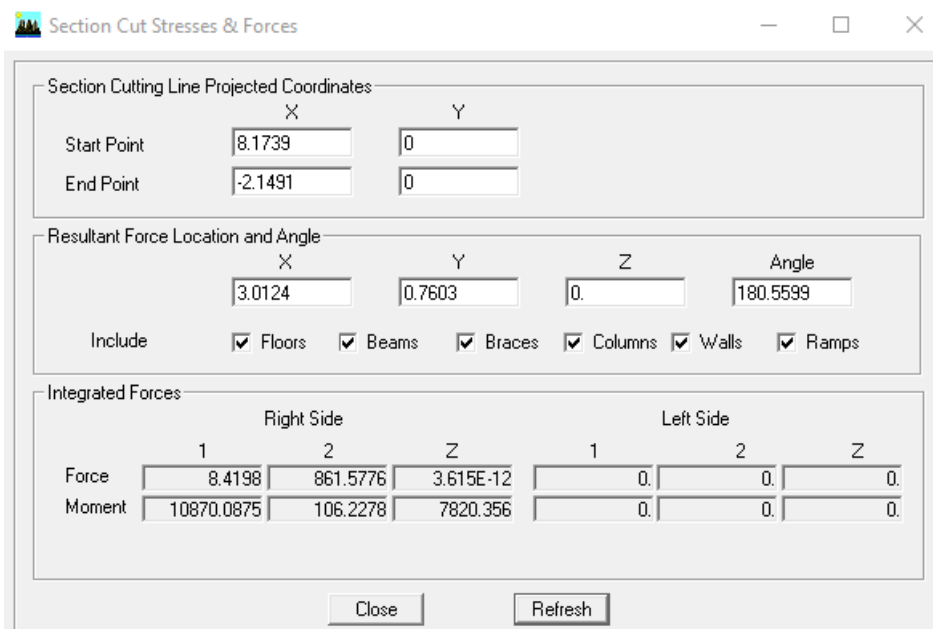 Section Cut Stresses & Forces
Section Cutting Line Projected Coordinates
X Y
Start Point 8.1739 0
End Point -2.1491 0
Resultant Force Location and Angle
X Y Z Angle
3.0124 0.7603 0. 180.5599
Include Floors Beams Braces Columns Walls Ramps
Integrated Forces
Right Side Left Side
1 2 Z 1 2 Z
Force 8.4198 861.5776 3.615E-12 0. 0. 0.
Moment 10870.0875 106.2278 7820.356 0. 0. 0.
Close Refresh